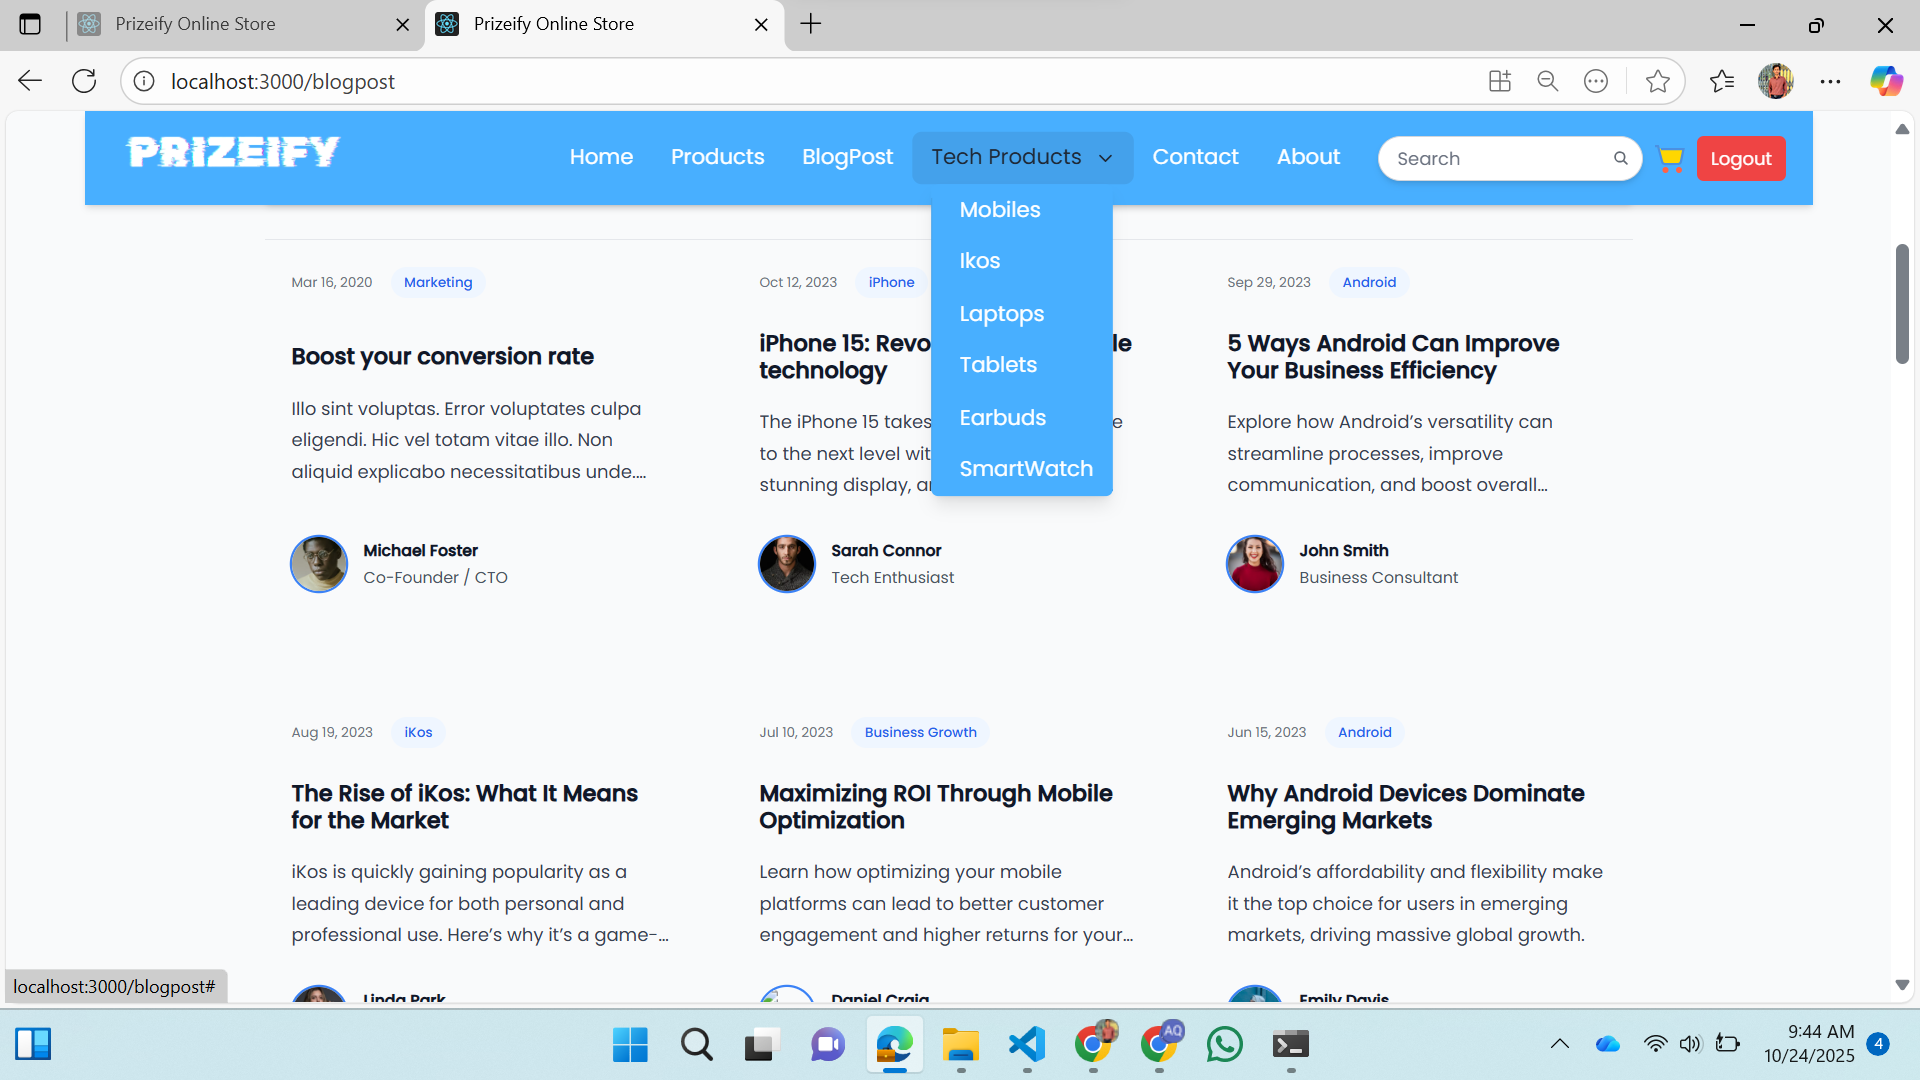 Prizeify Online Store
Prizeify Online Store
localhost:3000/blogpost
PRIZEIFY
Home
Products
BlogPost
Tech Products
Contact
About
Search
Logout
Mobiles
Ikos
Laptops
Tablets
Earbuds
SmartWatch
Mar 16, 2020
Marketing
Boost your conversion rate
Illo sint voluptas. Error voluptates culpa
eligendi. Hic vel totam vitae illo. Non
aliquid explicabo necessitatibus unde....
Michael Foster
Co-Founder / CTO
Oct 12, 2023
iPhone
iPhone 15:
technology
The iPhone 15 takes
to the next level
stunning display,
Sarah Connor
Tech Enthusiast
Sep 29, 2023
Android
5 Ways Android Can Improve
Your Business Efficiency
Explore how Android’s versatility can
streamline processes, improve
communication, and boost overall...
John Smith
Business Consultant
Aug 19, 2023
iKos
The Rise of iKos: What It Means
for the Market
iKos is quickly gaining popularity as a
leading device for both personal and
professional use. Here’s why it’s a game-...
Linda Park
Jul 10, 2023
Business Growth
Maximizing ROI Through Mobile
Optimization
Learn how optimizing your mobile
platforms can lead to better customer
engagement and higher returns for your...
Daniel Craig
Jun 15, 2023
Android
Why Android Devices Dominate
Emerging Markets
Android’s affordability and flexibility make
it the top choice for users in emerging
markets, driving massive global growth.
Emily Davis
localhost:3000/blogpost#
AQ
9:44 AM
10/24/2025
4